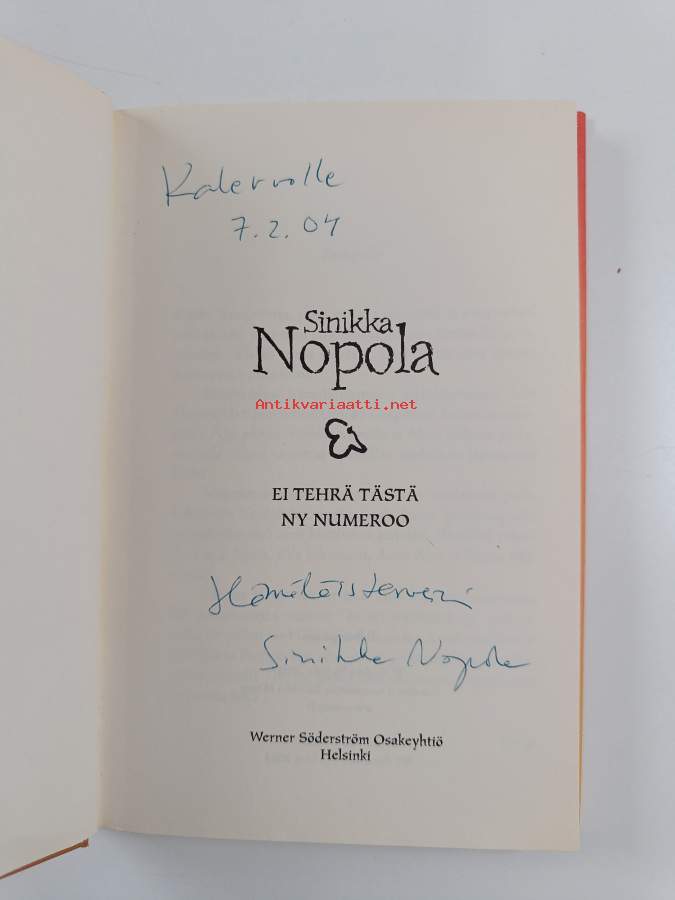 Kalervolle
7.2.04
Sinikka
Nopola
Antikvariaatti.net
EI TEHRÄ TÄSTÄ
NY NUMEROO
Hämäläisterveisin
Sinikka Nopola
Werner Söderström Osakeyhtiö
Helsinki